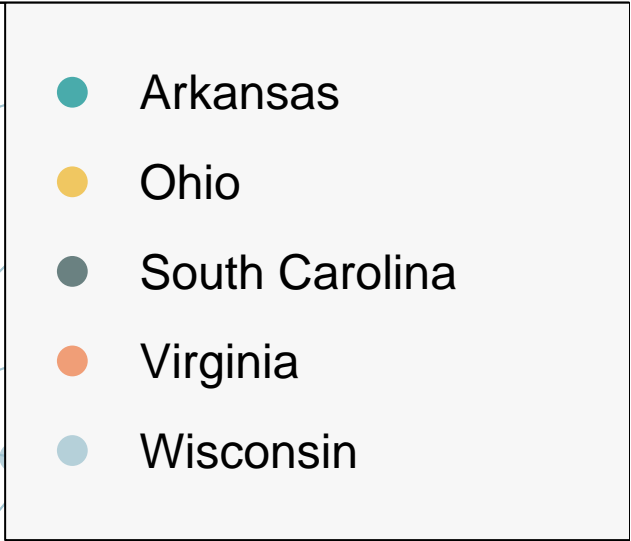 Arkansas
Ohio
South Carolina
Virginia
Wisconsin